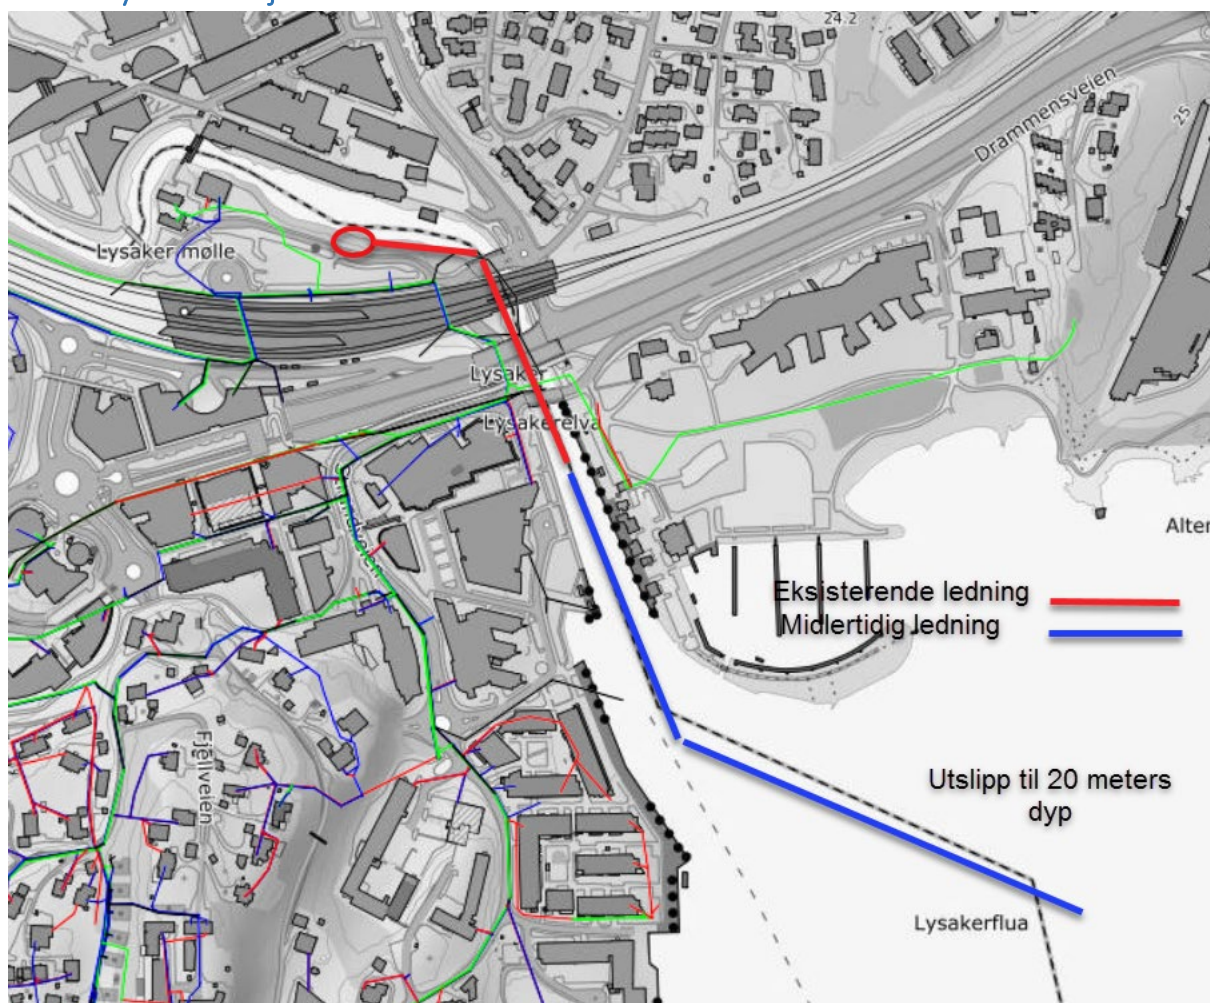 24.2
Drammensveien
25
Lysaker mølle
Lysaker
Lysakerelva
Alter
Eksisterende ledning
Midlertidig ledning
Fjellveien
Utslipp til 20 meters
dyp
Lysakerflua